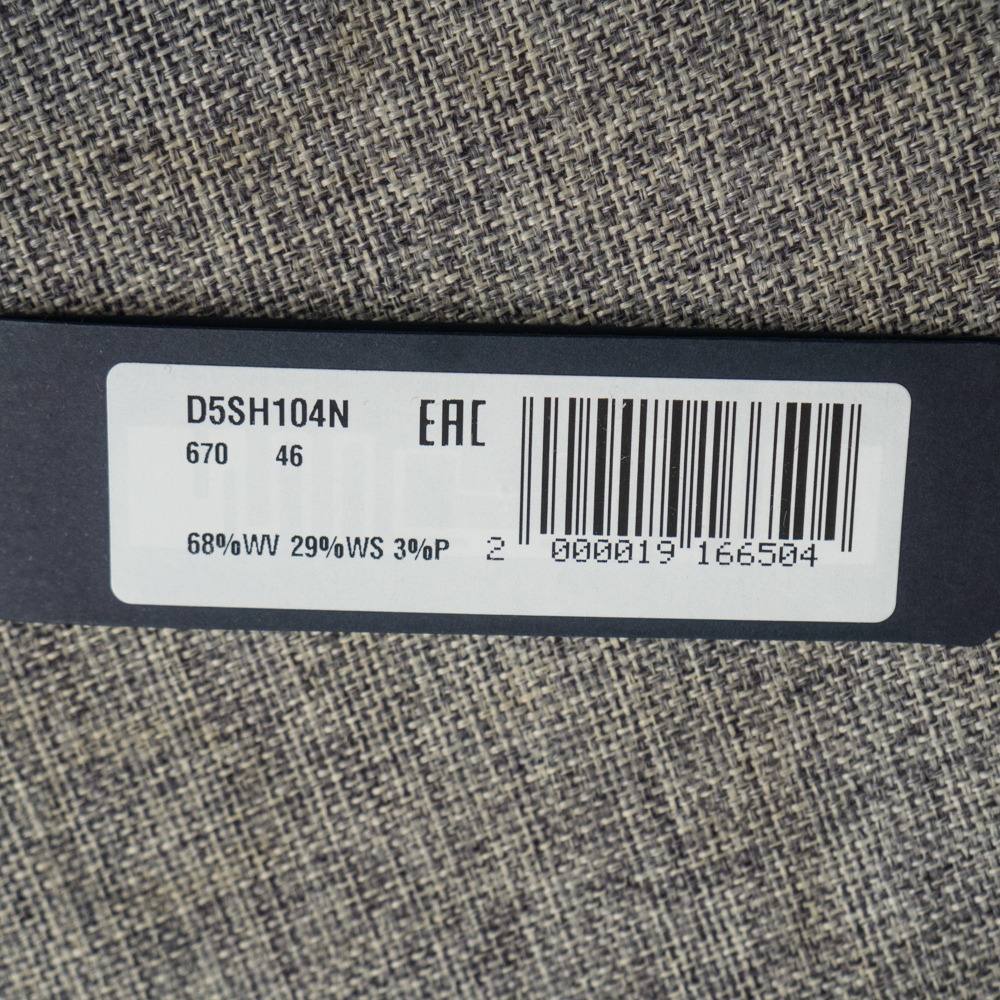 D5SH104N
EAC
670 46
68%WV 29%WS 3%P
2 000019 166504